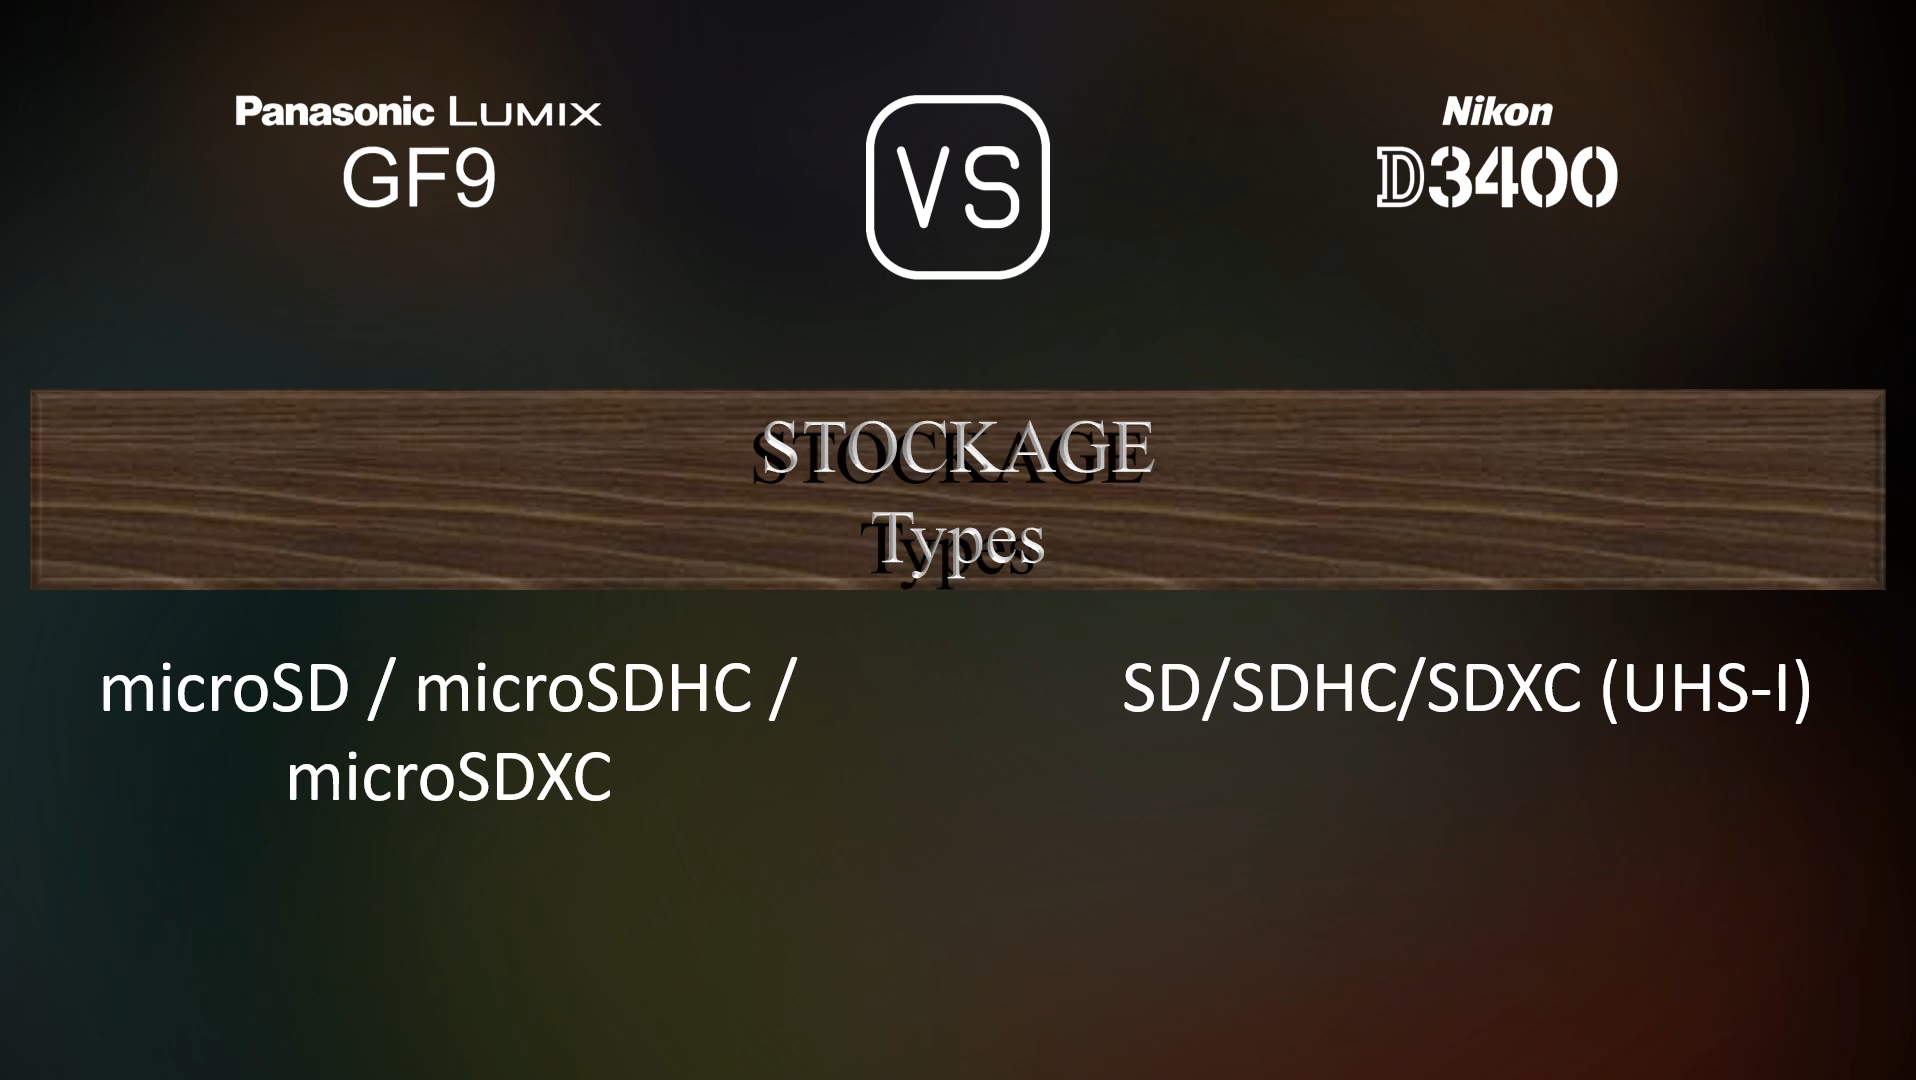 Panasonic LUMIX
GF9
VS
Nikon
D3400
STOCKAGE
Types
microSD / microSDHC /
microSDXC
SD/SDHC/SDXC (UHS-I)